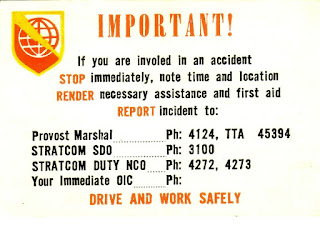 IMPORTANT!
If you are involed in an accident
STOP immediately, note time and location
RENDER necessary assistance and first aid
REPORT incident to:
Provost Marshal............Ph: 4124, TTA 45394
STRATCOM SDO............Ph: 3100
STRATCOM DUTY NCO.....Ph: 4272, 4273
Your Immediate OIC......Ph:
DRIVE AND WORK SAFELY